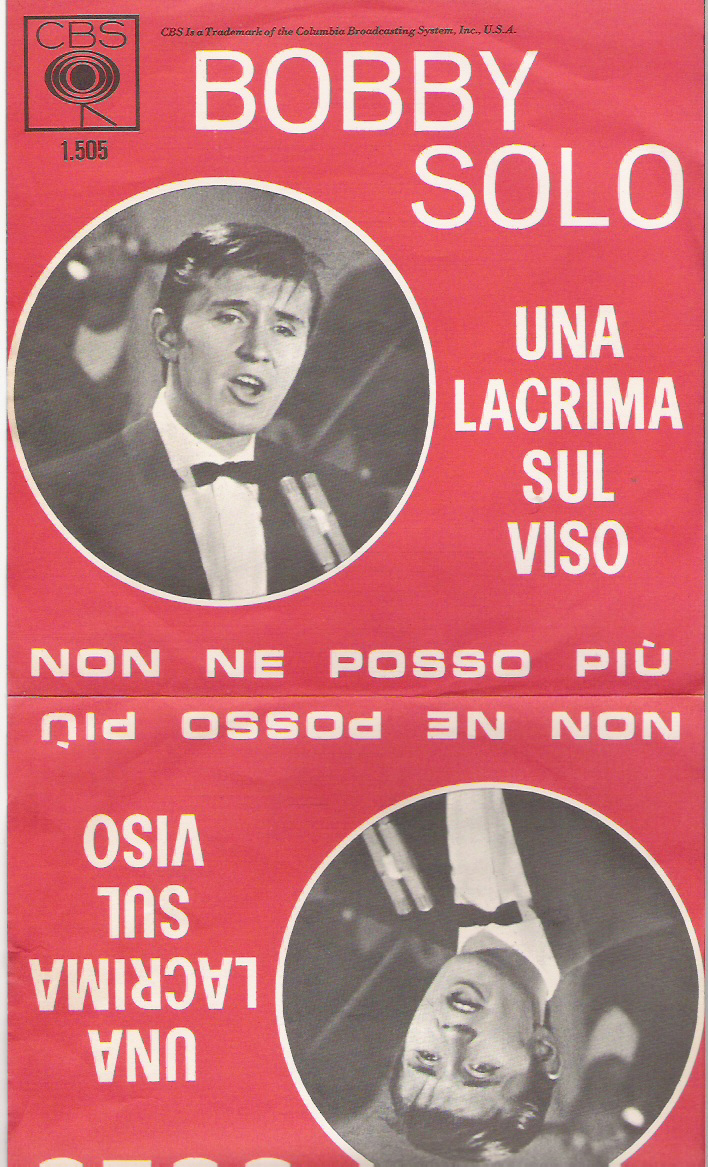 CBS
CBS Is a Trademark of the Columbia Broadcasting System, Inc., U.S.A.
1.505
BOBBY
SOLO
UNA
LACRIMA
SUL
VISO
NON NE POSSO PIÙ
NON NE POSSO PIÙ
UNA
LACRIMA
SUL
VISO